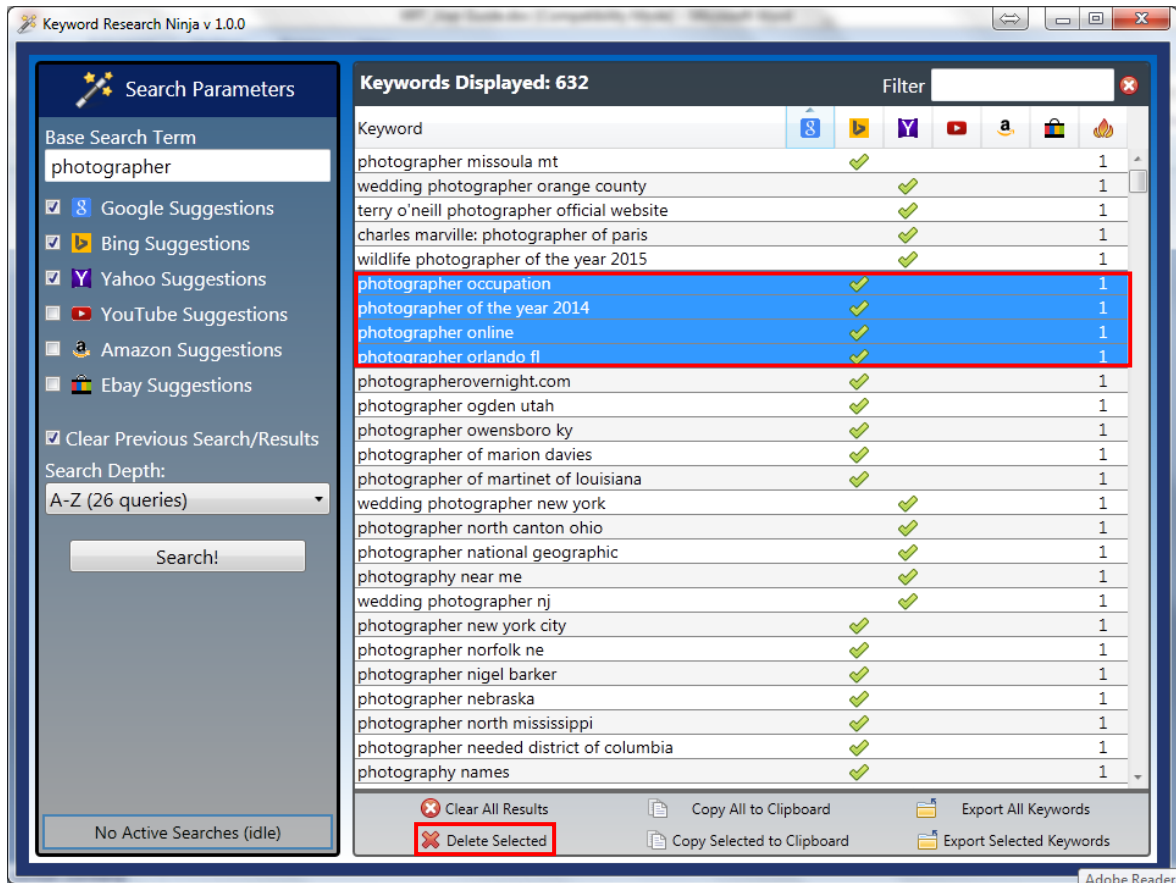 Keyword Research Ninja v 1.0.0
Search Parameters
Base Search Term
photographer
Google Suggestions
Bing Suggestions
Yahoo Suggestions
YouTube Suggestions
Amazon Suggestions
Ebay Suggestions
Clear Previous Search/Results
Search Depth:
A-Z (26 queries)
Search!
No Active Searches (idle)
Keywords Displayed: 632
Filter
Keyword
photographer missoula mt 1
wedding photographer orange county 1
terry o'neill photographer official website 1
charles marville: photographer of paris 1
wildlife photographer of the year 2015 1
photographer occupation 1
photographer of the year 2014 1
photographer online 1
photographer orlando fl 1
photographerovernight.com 1
photographer ogden utah 1
photographer owensboro ky 1
photographer of marion davies 1
photographer of martinet of louisiana 1
wedding photographer new york 1
photographer north canton ohio 1
photographer national geographic 1
photography near me 1
wedding photographer nj 1
photographer new york city 1
photographer norfolk ne 1
photographer nigel barker 1
photographer nebraska 1
photographer north mississippi 1
photographer needed district of columbia 1
photography names 1
Clear All Results Copy All to Clipboard Export All Keywords
Delete Selected Copy Selected to Clipboard Export Selected Keywords
Adobe Reader